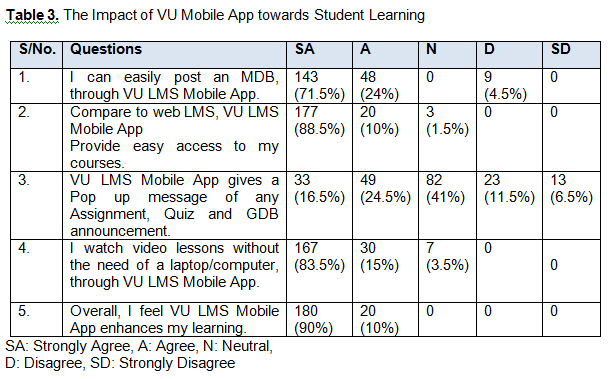 Table 3. The Impact of VU Mobile App towards Student Learning
S/No. Questions SA A N D SD
1. I can easily post an MDB, 143 48 0 9 0
through VU LMS Mobile App. (71.5%) (24%) (4.5%)
2. Compare to web LMS, VU LMS 177 20 3 0 0
Mobile App (88.5%) (10%) (1.5%)
Provide easy access to my
courses.
3. VU LMS Mobile App gives a 33 49 82 23 13
Pop up message of any (16.5%) (24.5%) (41%) (11.5%) (6.5%)
Assignment, Quiz and GDB
announcement.
4. I watch video lessons without 167 30 7 0
the need of a laptop/computer, (83.5%) (15%) (3.5%) 0
through VU LMS Mobile App.
5. Overall, I feel VU LMS Mobile 180 20 0 0 0
App enhances my learning. (90%) (10%)
SA: Strongly Agree, A: Agree, N: Neutral,
D: Disagree, SD: Strongly Disagree